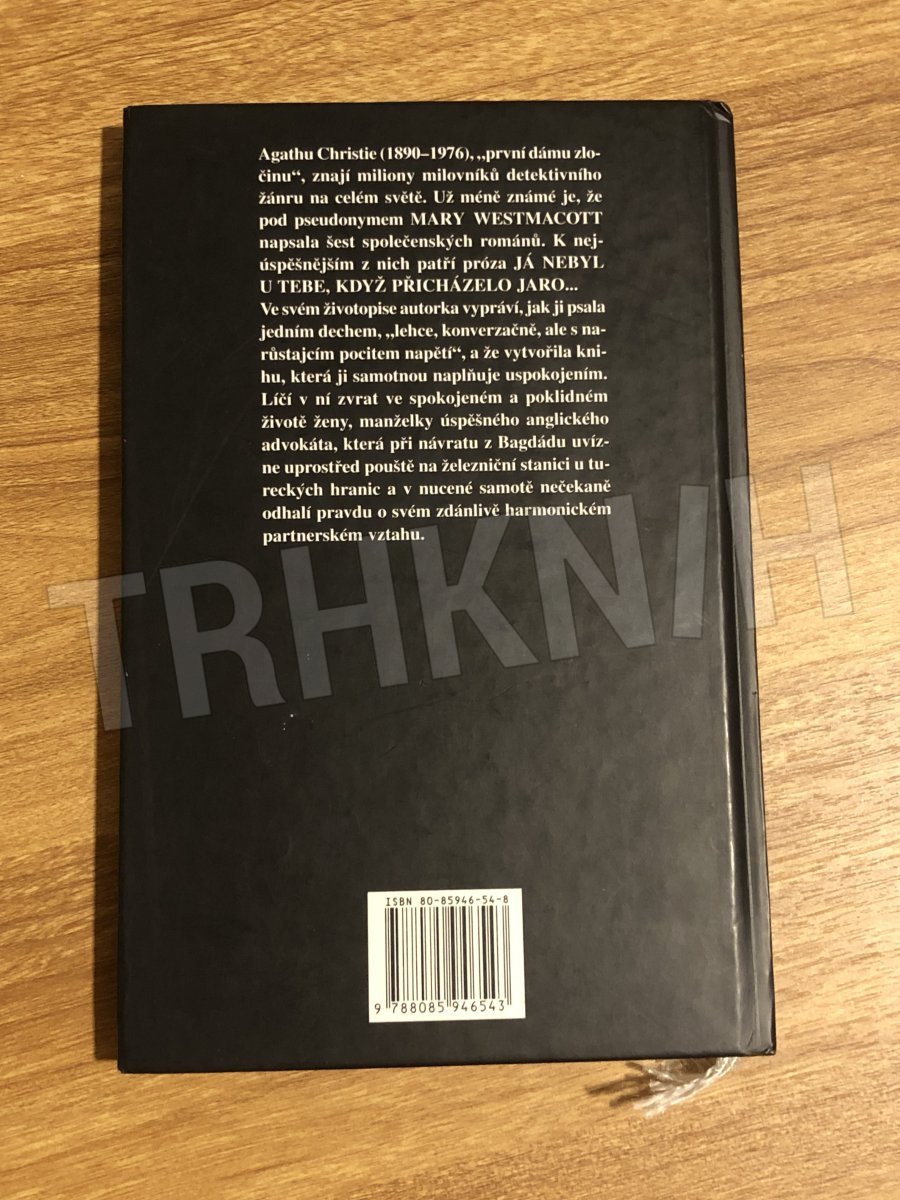 Agathu Christie (1890–1976), „první dámu zlo-
činu“, znají miliony milovníků detektivního
žánru na celém světě. Už méně známé je, že
pod pseudonymem MARY WESTMACOTT
napsala šest společenských románů. K nej-
úspěšnějším z nich patří próza JÁ NEBYL
U TEBE, KDYŽ PŘICHÁZELO JARO...
Ve svém životopise autorka vypráví, jak ji psala
jedním dechem, „lehce, konverzačně, ale s na-
růstajcím pocitem napětí“, a že vytvořila kni-
hu, která ji samotnou naplňuje uspokojením.
Líčí v ní zvrat ve spokojeném a poklidném
životě ženy, manželky úspěšného anglického
advokáta, která při návratu z Bagdádu uvíz-
ne uprostřed pouště na železniční stanici u tu-
reckých hranic a v nucené samotě nečekaně
odhalí pravdu o svém zdánlivě harmonickém
partnerském vztahu.
TRHKNIH
ISBN 80-85946-54-8
9 788085 946543